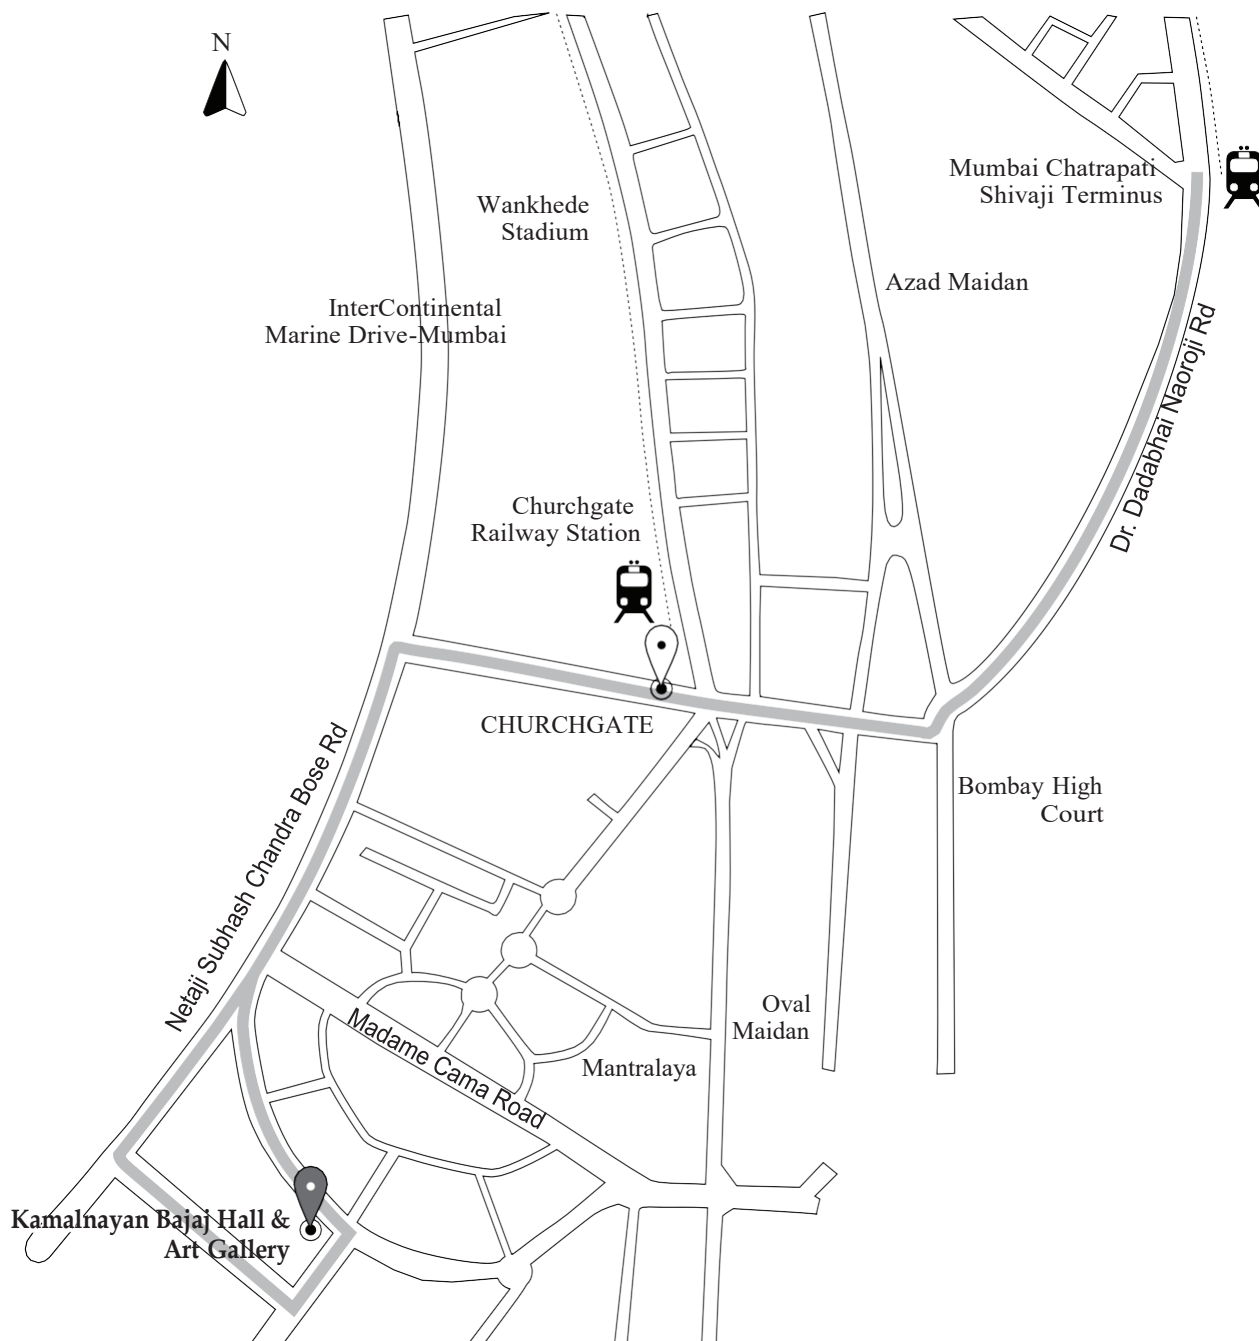 N
Mumbai Chatrapati
Shivaji Terminus
Wankhede
Stadium
Azad Maidan
InterContinental
Marine Drive-Mumbai
Dr. Dadabhai Naoroji Rd
Churchgate
Railway Station
CHURCHGATE
Netaji Subhash Chandra Bose Rd
Bombay High
Court
Oval
Maidan
Madame Cama Road
Mantralaya
Kamalnayan Bajaj Hall &
Art Gallery